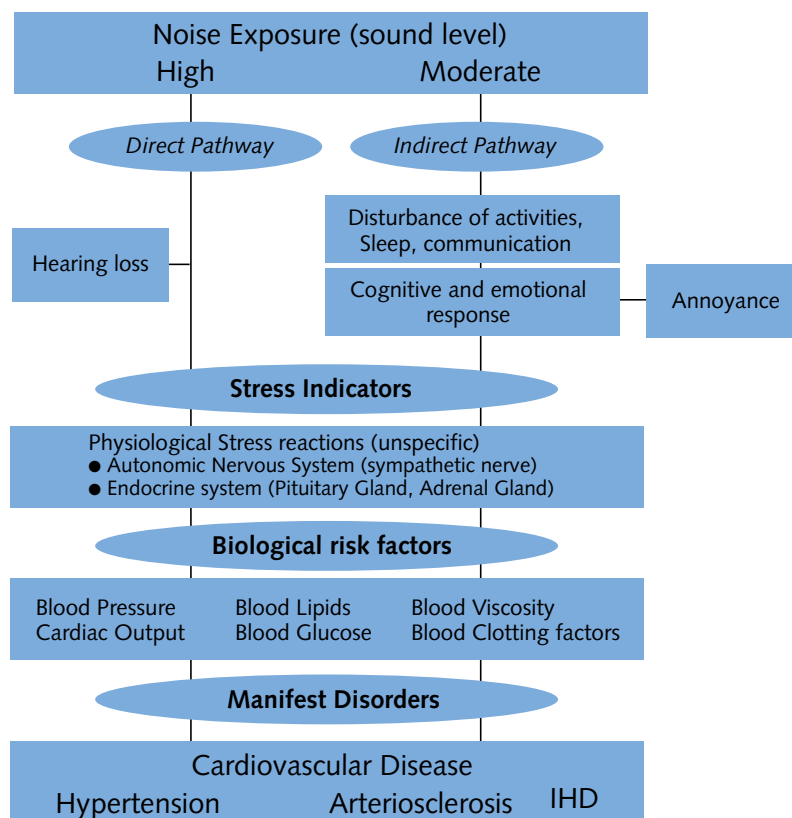 Noise Exposure (sound level)
High Moderate
Direct Pathway Indirect Pathway
Disturbance of activities,
Sleep, communication
Hearing loss
Cognitive and emotional
response
Annoyance
Stress Indicators
Physiological Stress reactions (unspecific)
● Autonomic Nervous System (sympathetic nerve)
● Endocrine system (Pituitary Gland, Adrenal Gland)
Biological risk factors
Blood Pressure Blood Lipids Blood Viscosity
Cardiac Output Blood Glucose Blood Clotting factors
Manifest Disorders
Cardiovascular Disease
Hypertension Arteriosclerosis IHD